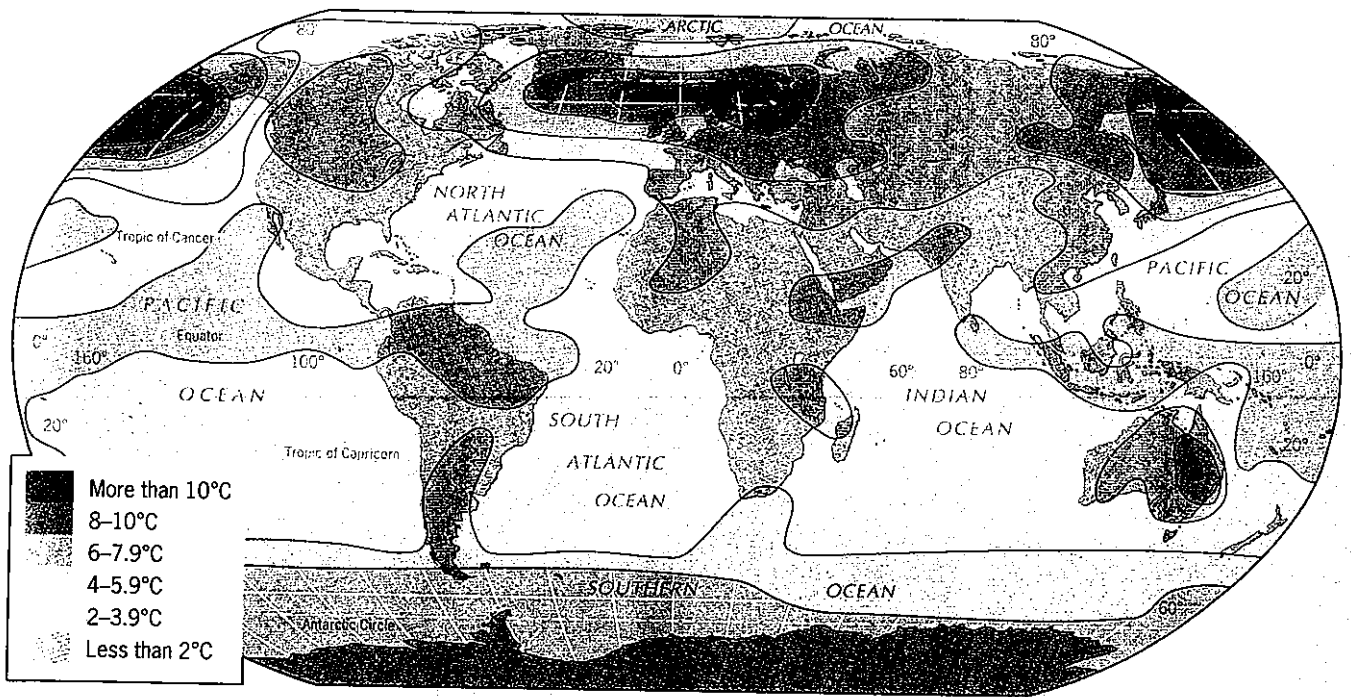 ARCTIC OCEAN
80° 80°
NORTH
ATLANTIC
OCEAN
Tropic of Cancer
PACIFIC
PACIFIC
20°
OCEAN
Equator
0° 160° 100° 20° 0° 60° 80° 160° 0°
OCEAN
INDIAN
OCEAN
20°
SOUTH
Tropic of Capricorn
ATLANTIC
OCEAN
20°
More than 10°C
8–10°C
6–7.9°C
4–5.9°C
2–3.9°C
Less than 2°C
SOUTHERN OCEAN
60°
Antarctic Circle